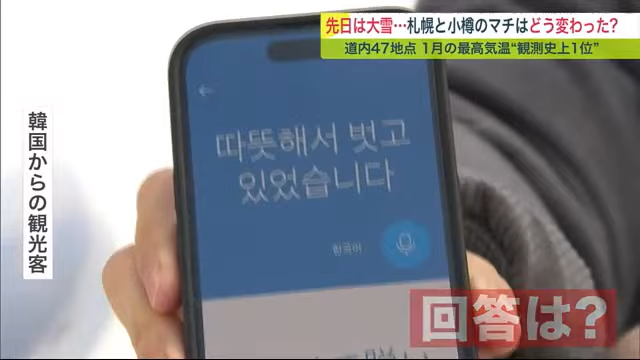 先日は大雪…札幌と小樽のマチはどう変わった?
道内47地点 1月の最高気温“観測史上1位”
韓国からの観光客
따뜻해서 벗고
있었습니다
한국어
回答は?